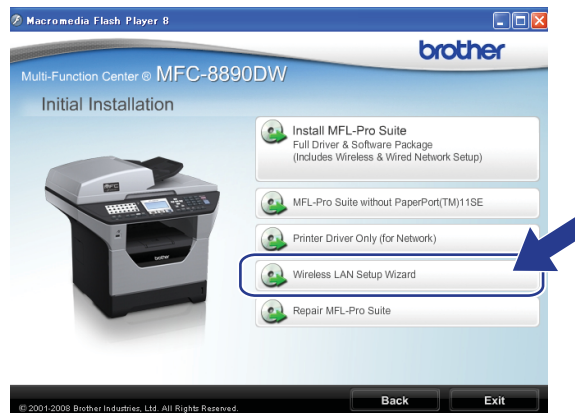 Macromedia Flash Player 8
brother
Multi-Function Center ® MFC-8890DW
Initial Installation
Install MFL-Pro Suite
Full Driver & Software Package
(Includes Wireless & Wired Network Setup)
MFL-Pro Suite without PaperPort(TM)11SE
Printer Driver Only (for Network)
Wireless LAN Setup Wizard
Repair MFL-Pro Suite
brother
Back
Exit
© 2001-2008 Brother Industries, Ltd. All Rights Reserved.